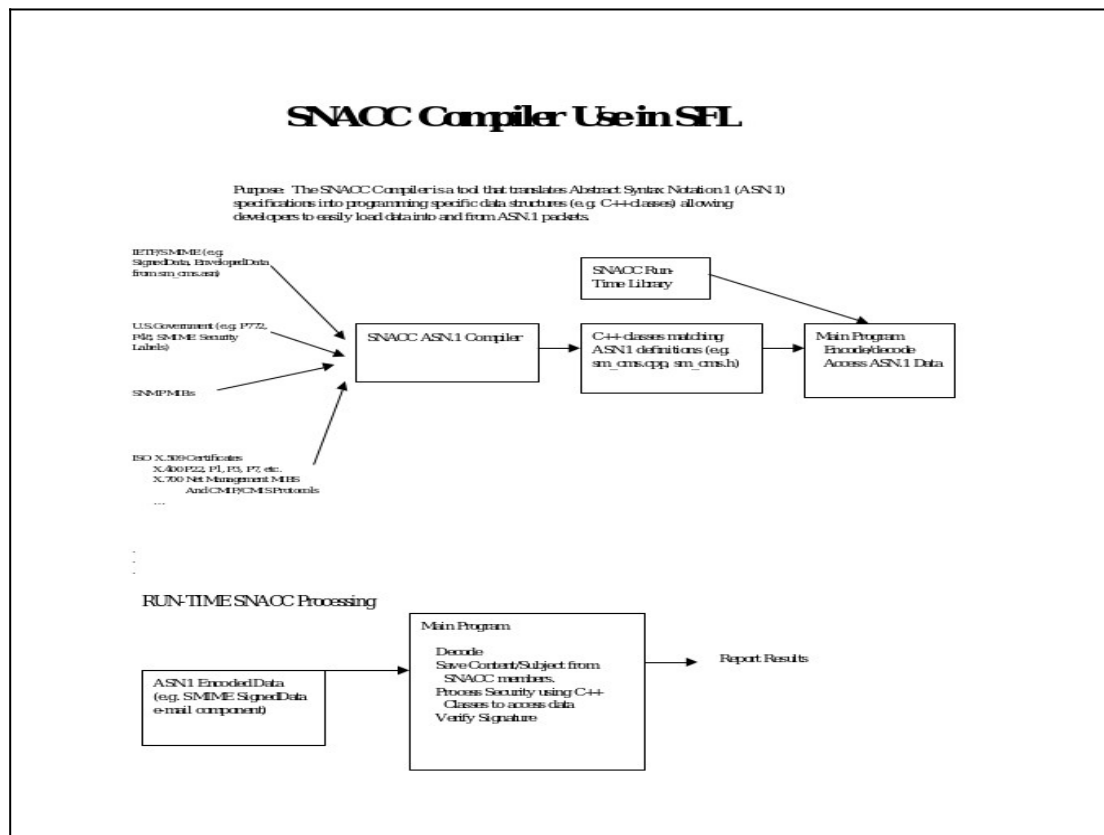 SNACC Compiler Use in SFL
Purpose: The SNACC Compiler is a tool that translates Abstract Syntax Notation 1 (ASN.1)
specifications into programming specific data structures (e.g. C++ classes) allowing
developers to easily load data into and from ASN.1 packets.
IETF/SMIME (e.g.
SignedData, EnvelopedData
from sm_cms.asn)
U.S.Government (e.g. P772,
P48, SMIME Security
Labels)
SNMP MIBs
ISO X.509 Certificates
X.400 P22, P1, P3, P7, etc.
X.700 Net Management MIBS
And CMIP/CMIS Protocols
...
SNACC ASN.1 Compiler
SNACC Run-
Time Library
C++ classes matching
ASN.1 definitions (e.g.
sm_cms.cpp, sm_cms.h)
Main Program
Encode/decode
Access ASN.1 Data
.
.
.
RUN-TIME SNACC Processing
ASN.1 Encoded Data
(e.g. SMIME SignedData
e-mail component)
Main Program
Decode
Save Content/Subject from
SNACC members.
Process Security using C++
Classes to access data
Verify Signature
Report Results